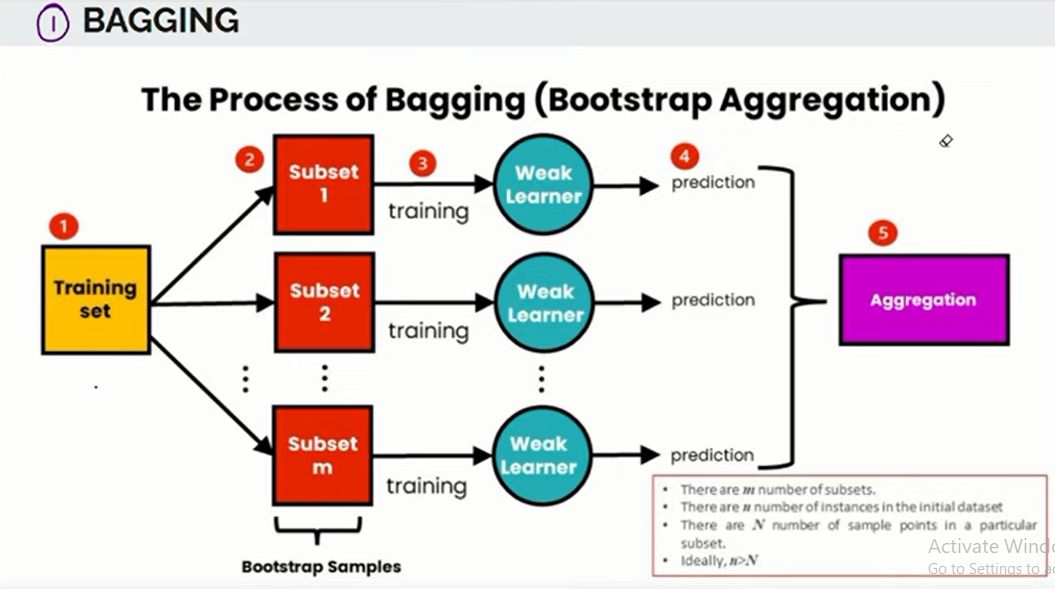 1 BAGGING
The Process of Bagging (Bootstrap Aggregation)
1
Training
set
2
Subset
1
3
training
Weak
Learner
4
prediction
Subset
2
training
Weak
Learner
prediction
Subset
m
training
Weak
Learner
prediction
Bootstrap Samples
5
Aggregation
• There are m number of subsets.
• There are n number of instances in the initial dataset
• There are N number of sample points in a particular
subset.
• Ideally, n>N
Activate Windo
Go to Settings to ac